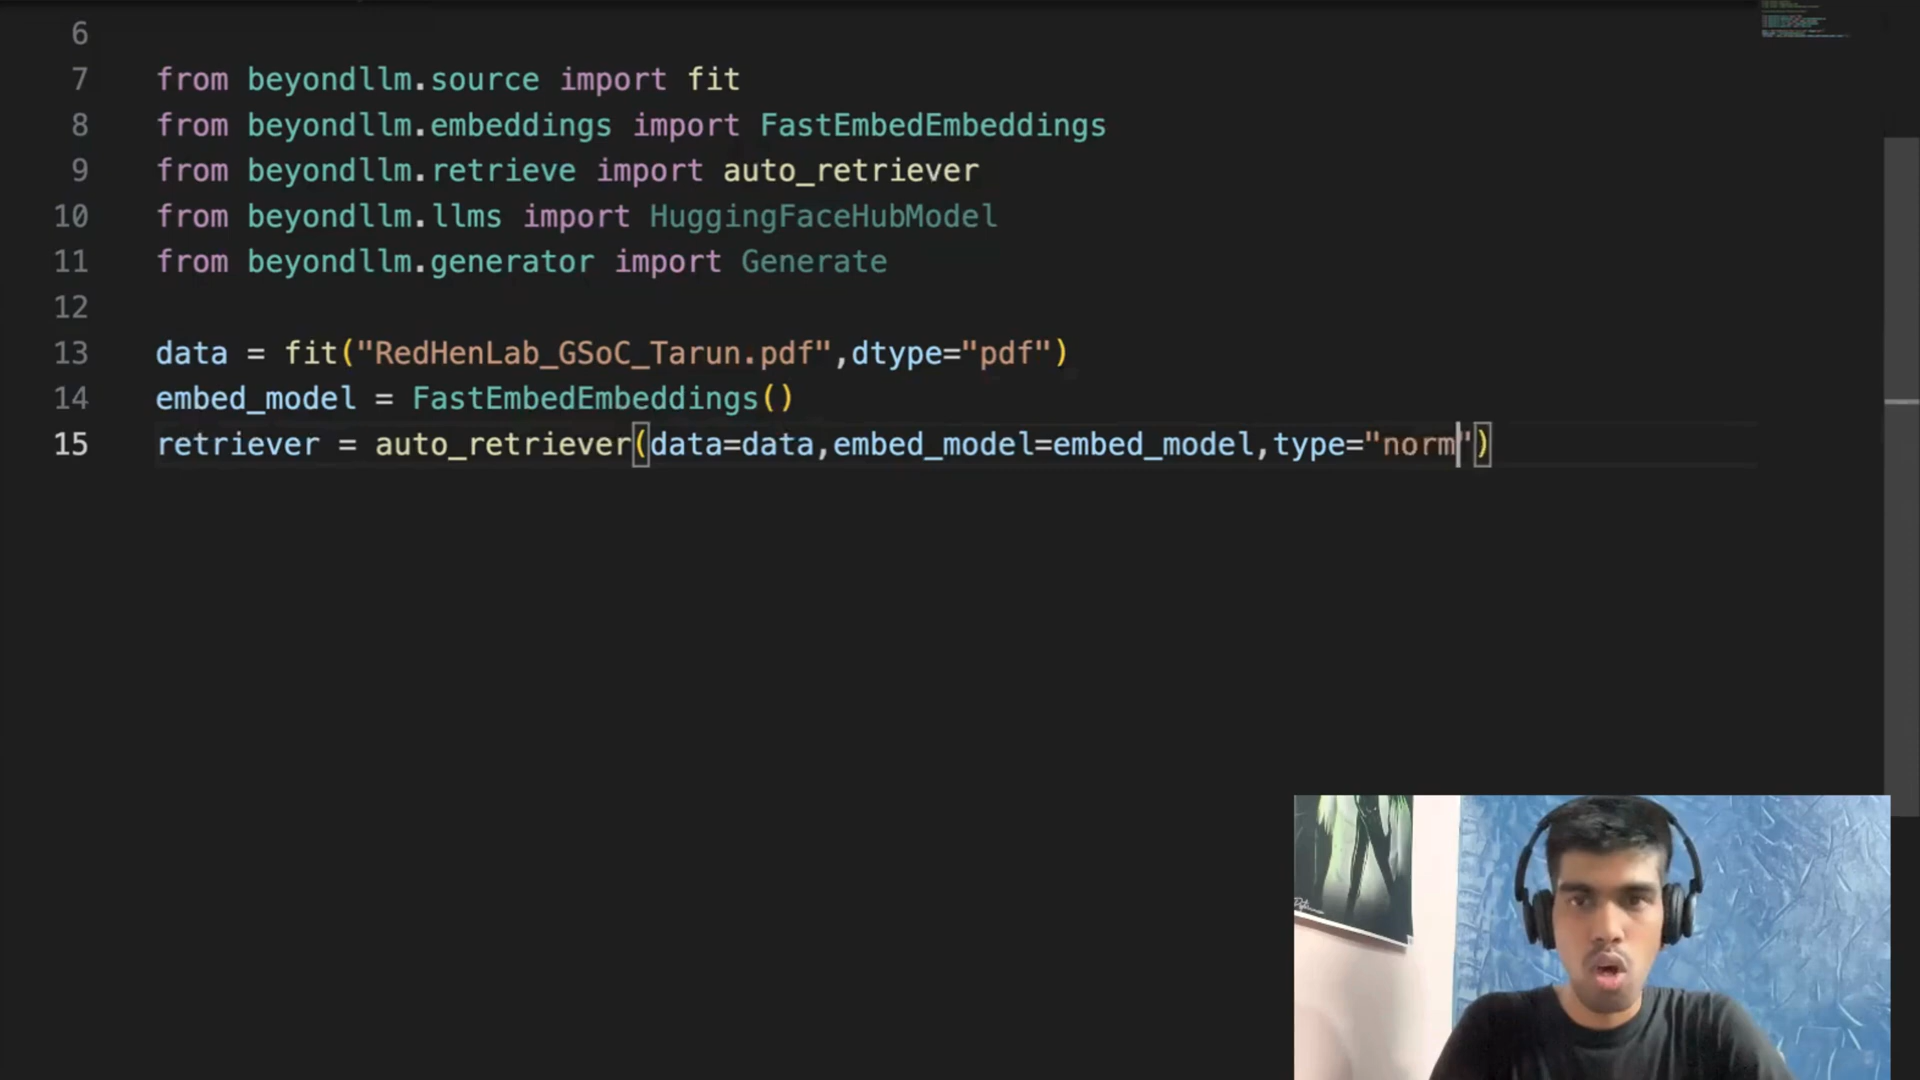 6
7 from beyondllm.source import fit
8 from beyondllm.embeddings import FastEmbedEmbeddings
9 from beyondllm.retrieve import auto_retriever
10 from beyondllm.llms import HuggingFaceHubModel
11 from beyondllm.generator import Generate
12
13 data = fit("RedHenLab_GSoC_Tarun.pdf",dtype="pdf")
14 embed_model = FastEmbedEmbeddings()
15 retriever = auto_retriever(data=data,embed_model=embed_model,type="norm")